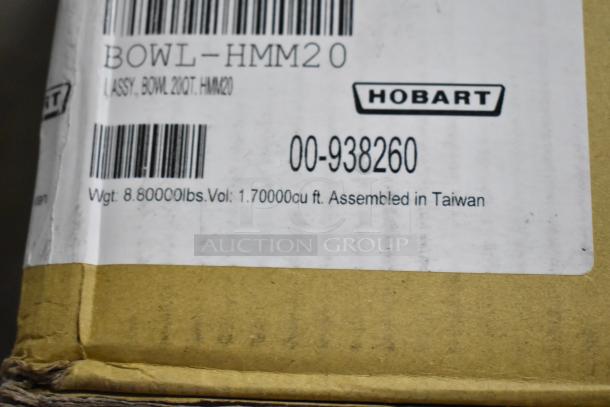 BOWL-HMM20
ASSY., BOWL 20QT, HMM20
HOBART
00-938260
Wgt: 8.80000lbs.Vol: 1.70000cu ft. Assembled in Taiwan
PCI
AUCTION GROUP